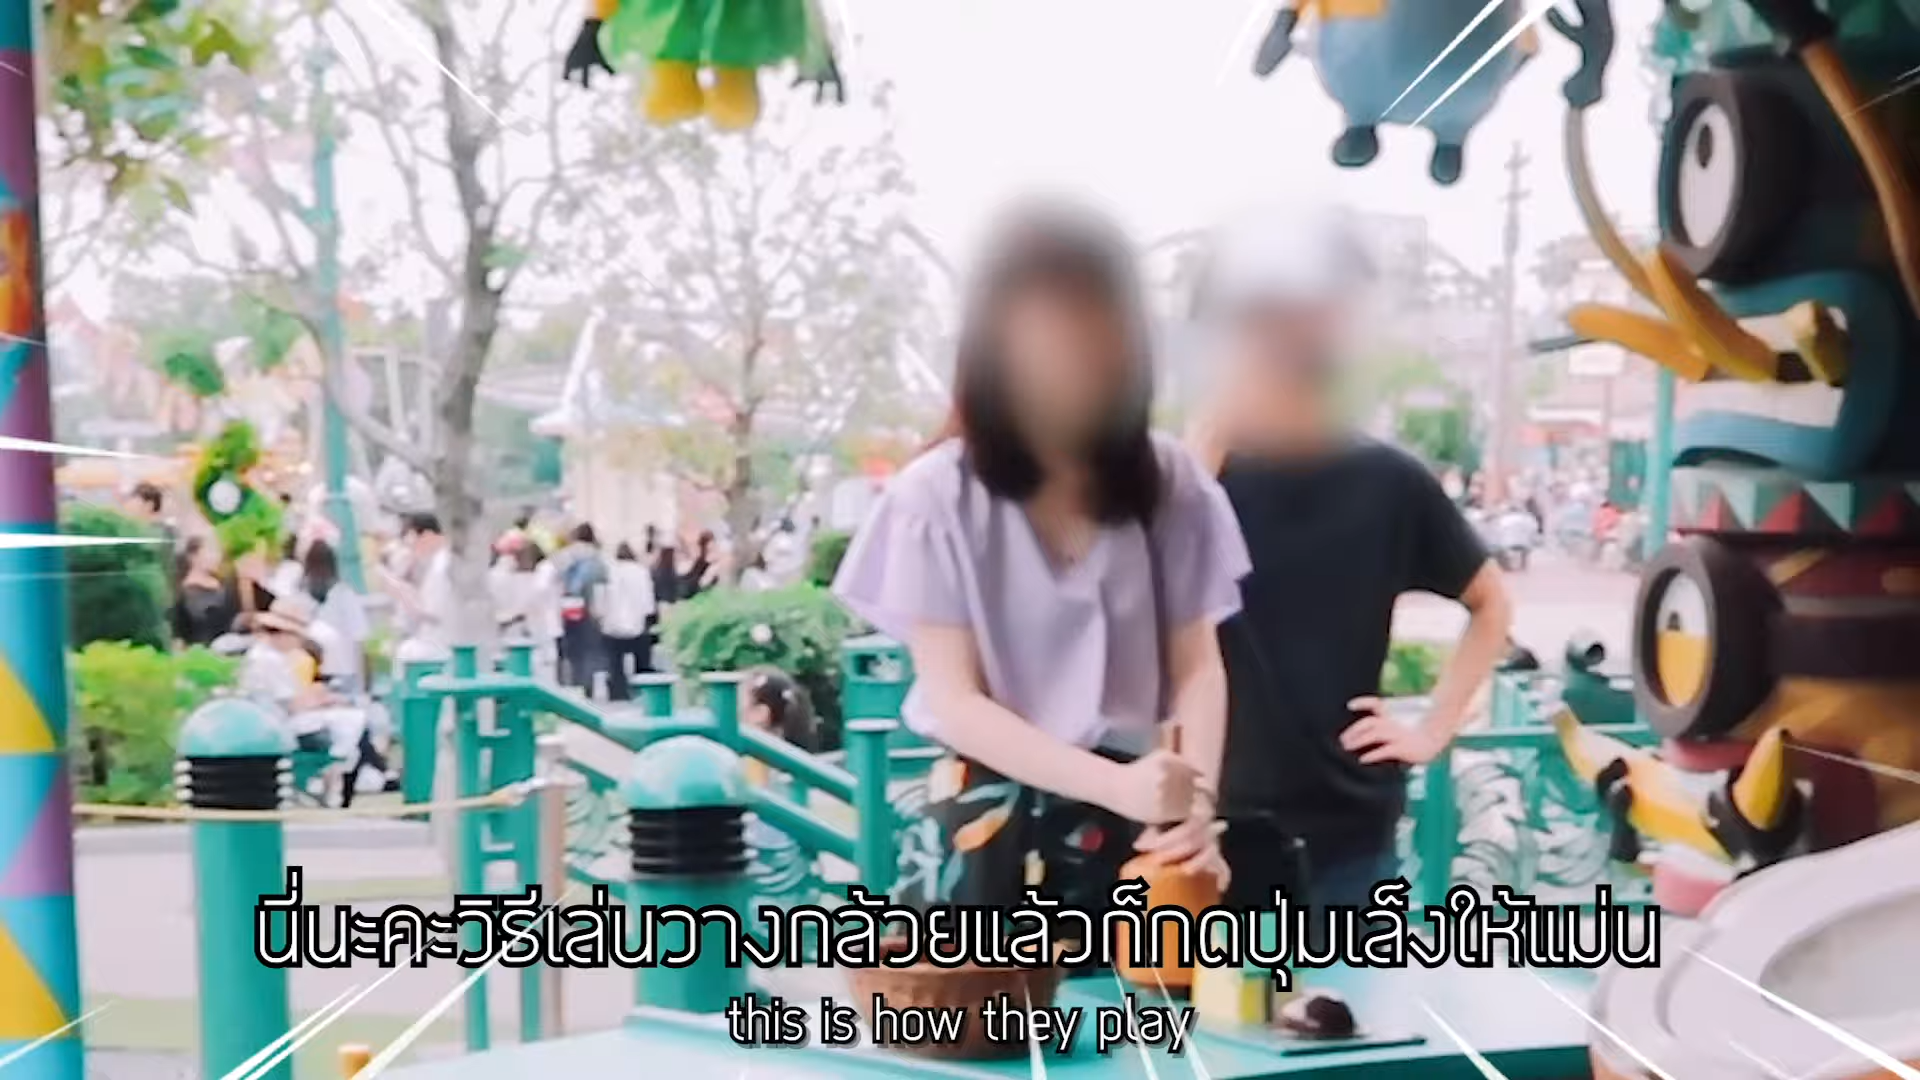 นี่นะคะวิธีเล่นวางกล้วยแล้วก็กดปุ่มเล็งให้แม่น
this is how they play